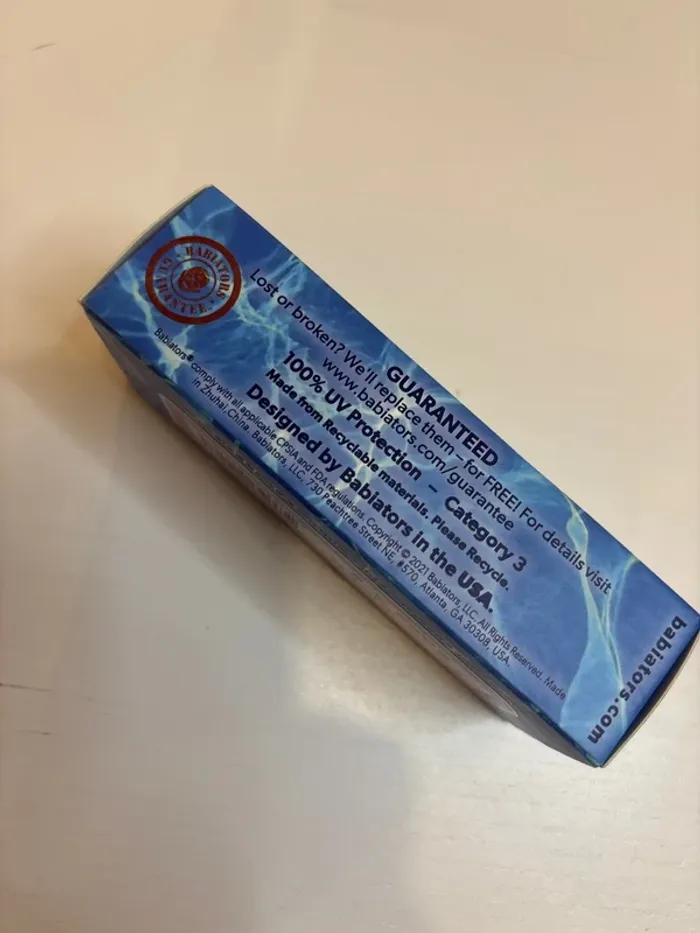 BABIATORS · GUARANTEE ·
GUARANTEED
Lost or broken? We'll replace them – for FREE! For details visit
www.babiators.com/guarantee
100% UV Protection – Category 3
Made from Recyclable materials. Please Recycle.
Designed by Babiators in the USA.
Babiators® comply with all applicable CPSIA and FDA regulations. Copyright © 2021 Babiators, LLC. All Rights Reserved. Made
in Zhuhai, China. Babiators, LLC, 730 Peachtree Street NE, #570, Atlanta, GA 30308, USA.
babiators.com